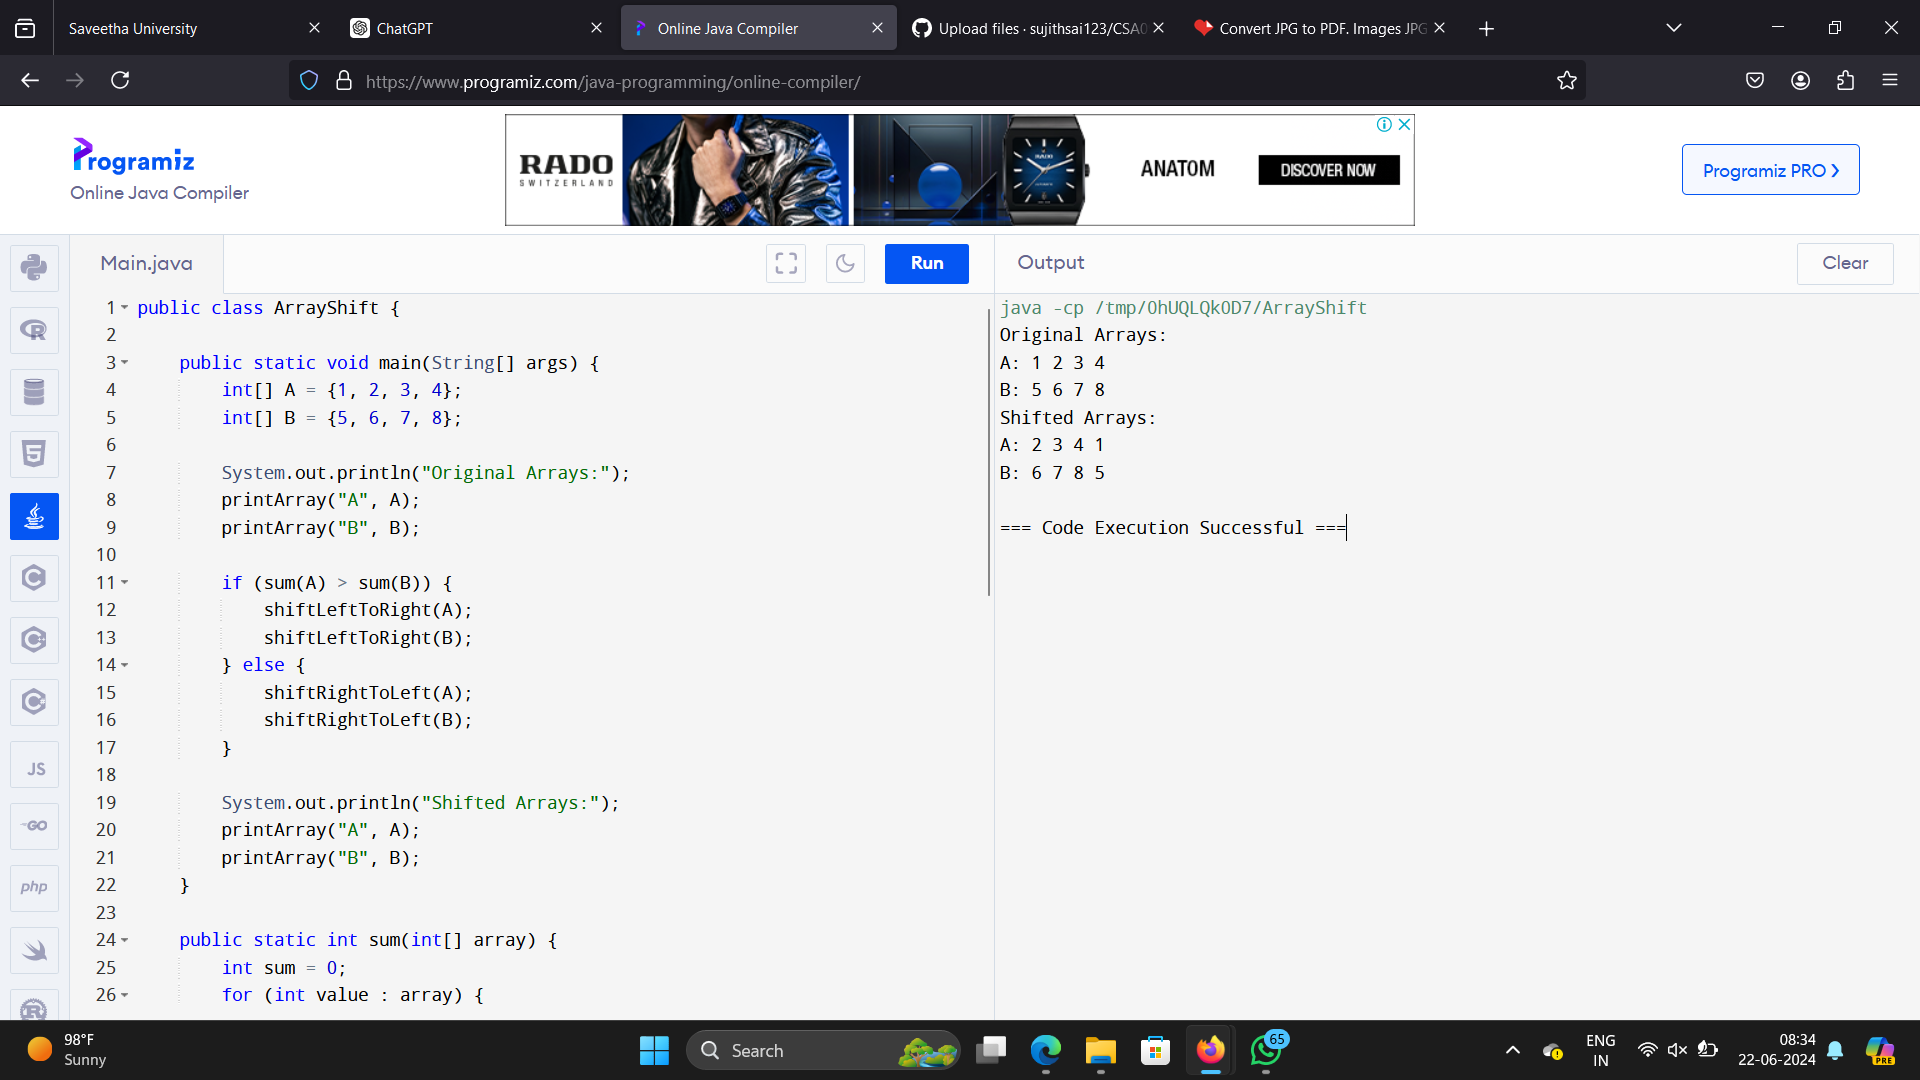 Saveetha University
ChatGPT
Online Java Compiler
Upload files · sujithsai123/CSA0
Convert JPG to PDF. Images JPG
https://www.programiz.com/java-programming/online-compiler/
Programiz
Online Java Compiler
RADO
SWITZERLAND
ANATOM
DISCOVER NOW
Programiz PRO ❯
Main.java
Run
Output
Clear
1 public class ArrayShift {
2
3 public static void main(String[] args) {
4 int[] A = {1, 2, 3, 4};
5 int[] B = {5, 6, 7, 8};
6
7 System.out.println("Original Arrays:");
8 printArray("A", A);
9 printArray("B", B);
10
11 if (sum(A) > sum(B)) {
12 shiftLeftToRight(A);
13 shiftLeftToRight(B);
14 } else {
15 shiftRightToLeft(A);
16 shiftRightToLeft(B);
17 }
18
19 System.out.println("Shifted Arrays:");
20 printArray("A", A);
21 printArray("B", B);
22 }
23
24 public static int sum(int[] array) {
25 int sum = 0;
26 for (int value : array) {
java -cp /tmp/0hUQLQk0D7/ArrayShift
Original Arrays:
A: 1 2 3 4
B: 5 6 7 8
Shifted Arrays:
A: 2 3 4 1
B: 6 7 8 5
=== Code Execution Successful ===
JS
GO
php
98°F
Sunny
Search
65
ENG
IN
08:34
22-06-2024
PRE